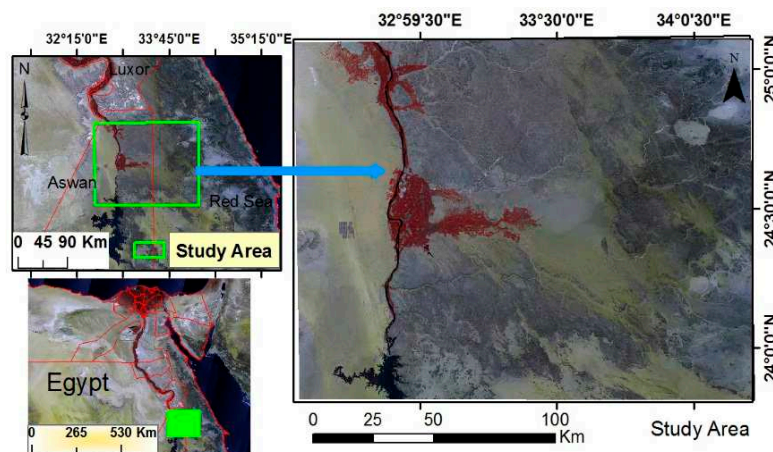 32°15'0"E 33°45'0"E 35°15'0"E
N
Luxor
Aswan
Red Sea
0 45 90 Km
Study Area
Egypt
0 265 530 Km
32°59'30"E 33°30'0"E 34°0'30"E
N
25°0'0"N
24°30'0"N
24°0'0"N
0 25 50 100
Km
Study Area